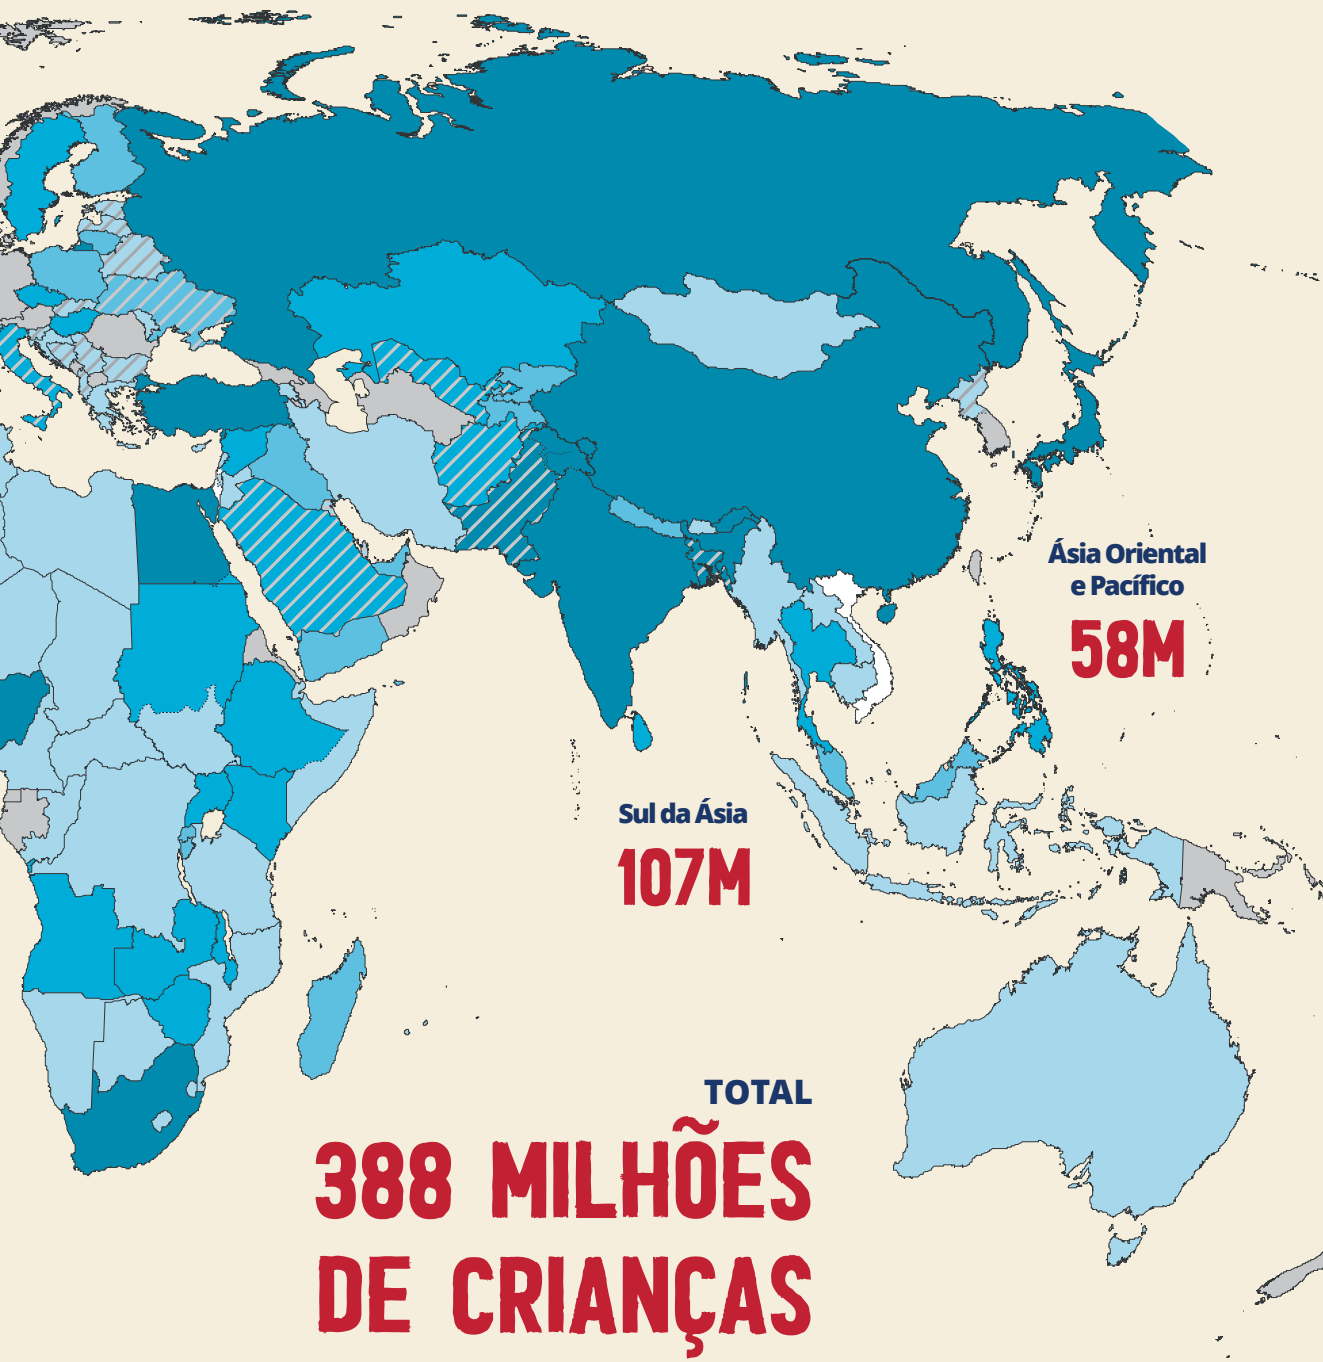 Ásia Oriental
e Pacífico
58M
Sul da Ásia
107M
TOTAL
388 MILHÕES
DE CRIANÇAS